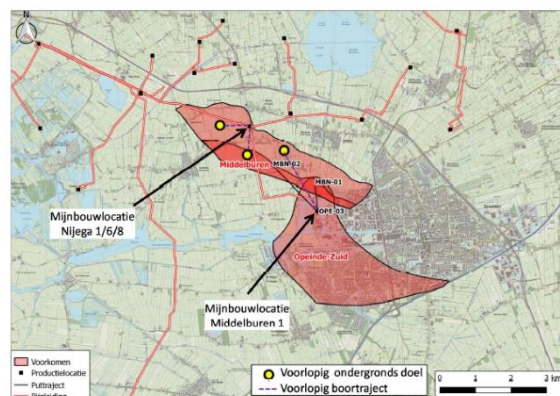 N
Middelburen
MBN-02
MBN-01
OPE-03
Opeinde-Zuid
Mijnbouwlocatie
Nijega 1/6/8
Mijnbouwlocatie
Middelburen 1
Voorkomen
Productielocatie
Puttraject
Pijpleiding
Voorlopig ondergronds doel
Voorlopig boortraject
0 1 2 3 km